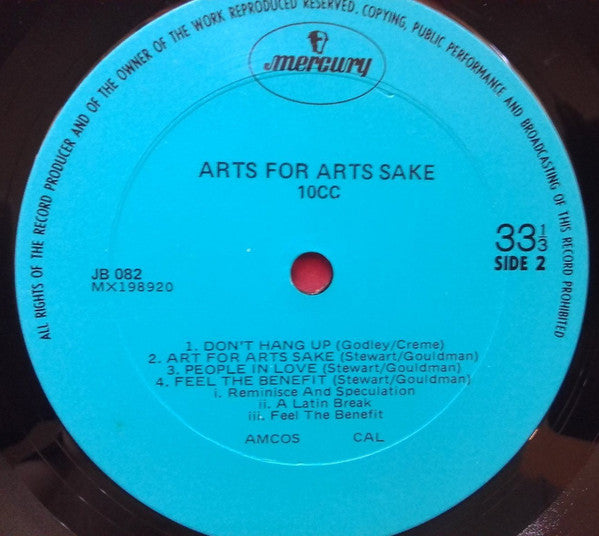 ALL RIGHTS OF THE RECORD PRODUCER AND OF THE OWNER OF THE WORK REPRODUCED RESERVED. COPYING, PUBLIC PERFORMANCE AND BROADCASTING OF THIS RECORD PROHIBITED
mercury
ARTS FOR ARTS SAKE
10CC
JB 082
MX198920
33 1/3
SIDE 2
1. DON'T HANG UP (Godley/Creme)
2. ART FOR ARTS SAKE (Stewart/Gouldman)
3. PEOPLE IN LOVE (Stewart/Gouldman)
4. FEEL THE BENEFIT (Stewart/Gouldman)
i. Reminisce And Speculation
ii. A Latin Break
iii. Feel The Benefit
AMCOS CAL